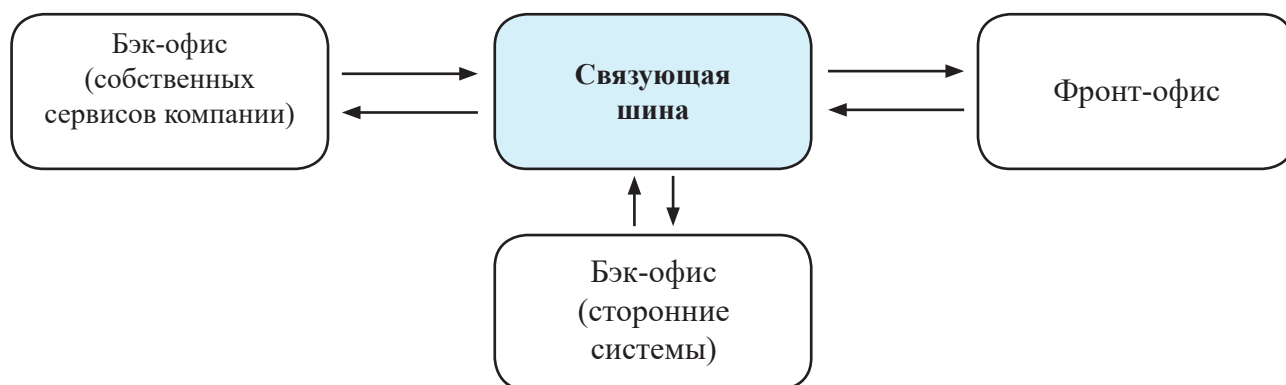 Бэк-офис
(собственных
сервисов компании)
Связующая
шина
Фронт-офис
Бэк-офис
(сторонние
системы)